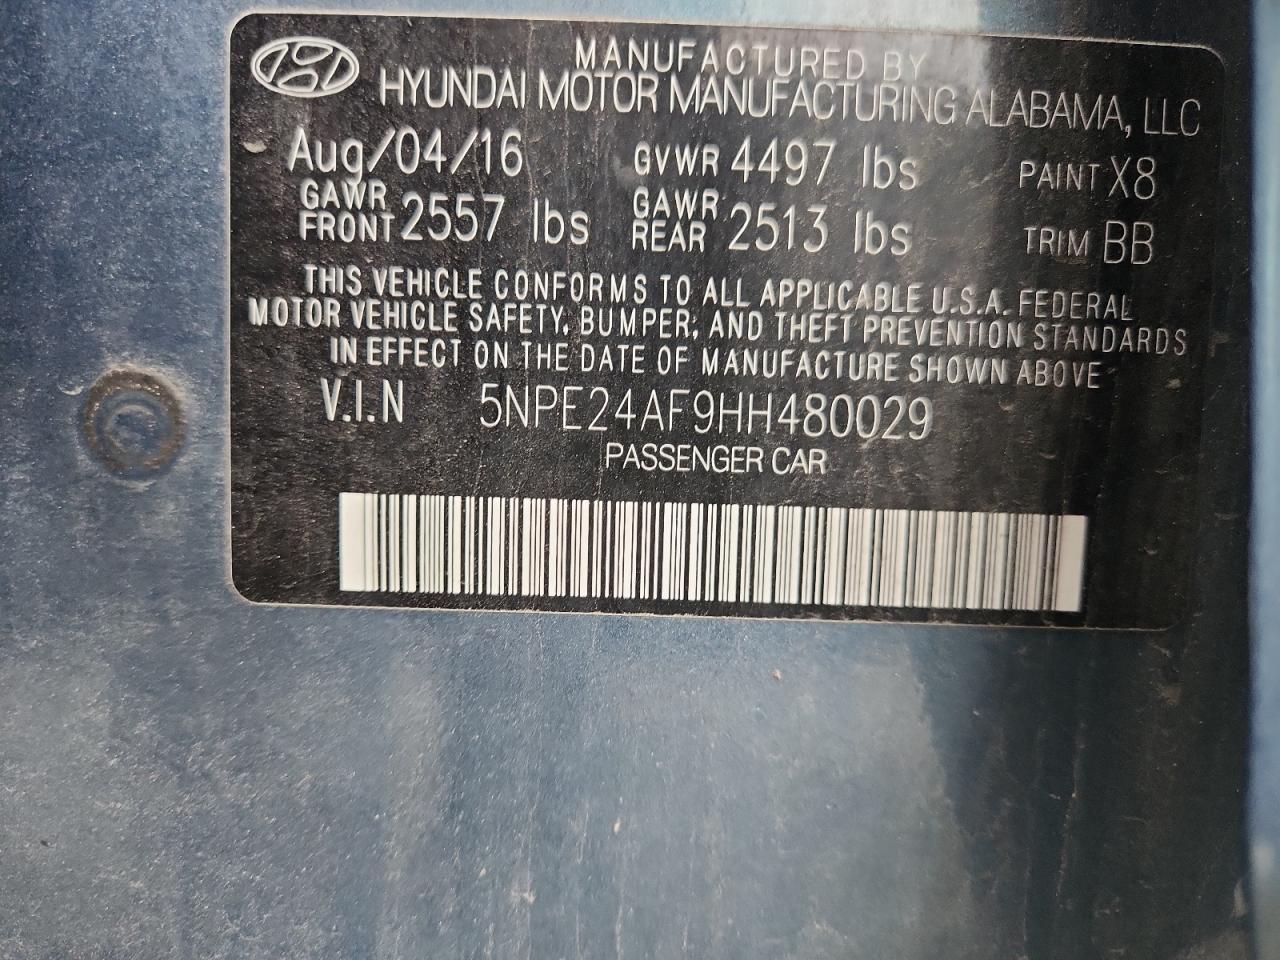 MANUFACTURED BY
HYUNDAI MOTOR MANUFACTURING ALABAMA, LLC
Aug/04/16 GVWR 4497 lbs PAINT X8
GAWR FRONT 2557 lbs GAWR REAR 2513 lbs TRIM BB
THIS VEHICLE CONFORMS TO ALL APPLICABLE U.S.A. FEDERAL
MOTOR VEHICLE SAFETY, BUMPER, AND THEFT PREVENTION STANDARDS
IN EFFECT ON THE DATE OF MANUFACTURE SHOWN ABOVE
V.I.N 5NPE24AF9HH480029
PASSENGER CAR